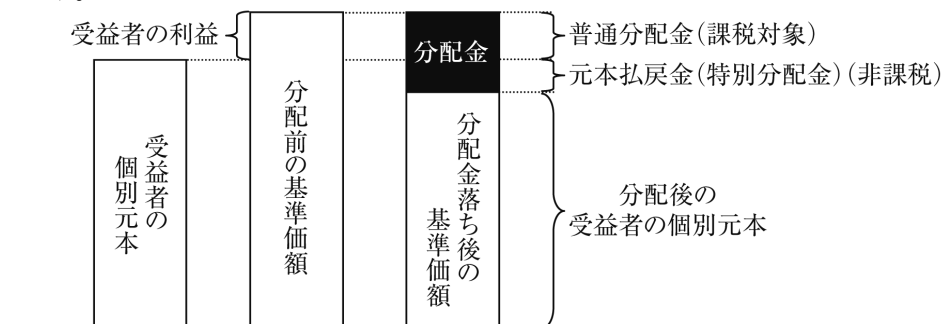 受益者の利益
分配金
普通分配金（課税対象）
元本払戻金（特別分配金）（非課税）
受益者の
個別元本
分配前の基準価額
分配金落ち後の
基準価額
分配後の
受益者の個別元本